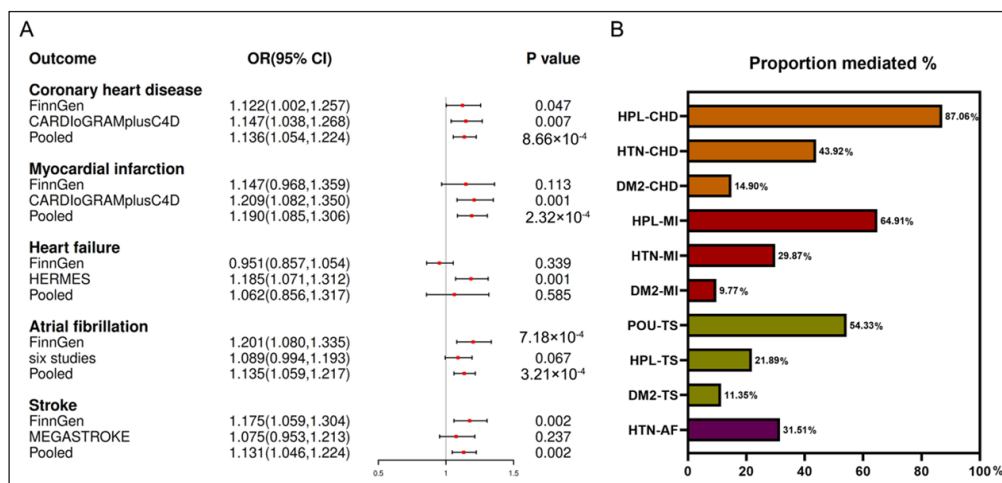 A
Outcome OR(95% CI) P value
Coronary heart disease
FinnGen 1.122(1.002,1.257) 0.047
CARDIoGRAMplusC4D 1.147(1.038,1.268) 0.007
Pooled 1.136(1.054,1.224) 8.66×10⁻⁴
Myocardial infarction
FinnGen 1.147(0.968,1.359) 0.113
CARDIoGRAMplusC4D 1.209(1.082,1.350) 0.001
Pooled 1.190(1.085,1.306) 2.32×10⁻⁴
Heart failure
FinnGen 0.951(0.857,1.054) 0.339
HERMES 1.185(1.071,1.312) 0.001
Pooled 1.062(0.856,1.317) 0.585
Atrial fibrillation
FinnGen 1.201(1.080,1.335) 7.18×10⁻⁴
six studies 1.089(0.994,1.193) 0.067
Pooled 1.135(1.059,1.217) 3.21×10⁻⁴
Stroke
FinnGen 1.175(1.059,1.304) 0.002
MEGASTROKE 1.075(0.953,1.213) 0.237
Pooled 1.131(1.046,1.224) 0.002
0.5 1 1.5
B
Proportion mediated %
HPL-CHD 87.06%
HTN-CHD 43.92%
DM2-CHD 14.90%
HPL-MI 64.91%
HTN-MI 29.87%
DM2-MI 9.77%
POU-TS 54.33%
HPL-TS 21.89%
DM2-TS 11.35%
HTN-AF 31.51%
0 20 40 60 80 100 %